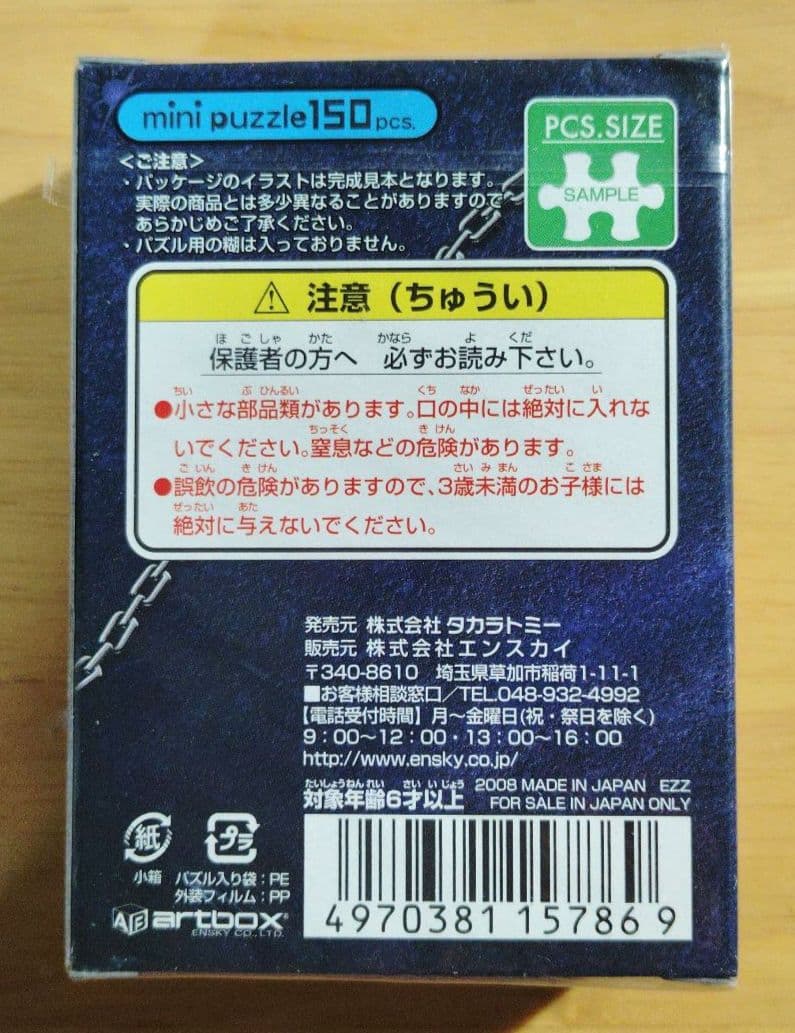 mini puzzle150pcs.
PCS.SIZE
SAMPLE
＜ご注意＞
・パッケージのイラストは完成見本となります。
実際の商品とは多少異なることがありますので
あらかじめご了承ください。
・パズル用の糊は入っておりません。
⚠ 注意（ちゅうい）
ほごしゃ かた かなら よ くだ
保護者の方へ 必ずお読み下さい。
ちい ぶひんるい くち なか ぜったい い
●小さな部品類があります。口の中には絶対に入れな
ちっそく きけん
いでください。窒息などの危険があります。
ごいん きけん さいみまん こさま
●誤飲の危険がありますので、3歳未満のお子様には
ぜったい あた
絶対に与えないでください。
発売元 株式会社 タカラトミー
販売元 株式会社エンスカイ
〒340-8610 埼玉県草加市稲荷1-11-1
■お客様相談窓口／TEL.048-932-4992
【電話受付時間】月〜金曜日(祝・祭日を除く)
9：00〜12：00・13：00〜16：00
http://www.ensky.co.jp/
たいしょうねんれい さいいじょう
対象年齢6才以上 2008 MADE IN JAPAN EZZ
FOR SALE IN JAPAN ONLY
紙 プラ
小箱 パズル入り袋：PE
外装フィルム：PP
AB artbox®
ENSKY CO., LTD.
4970381157869